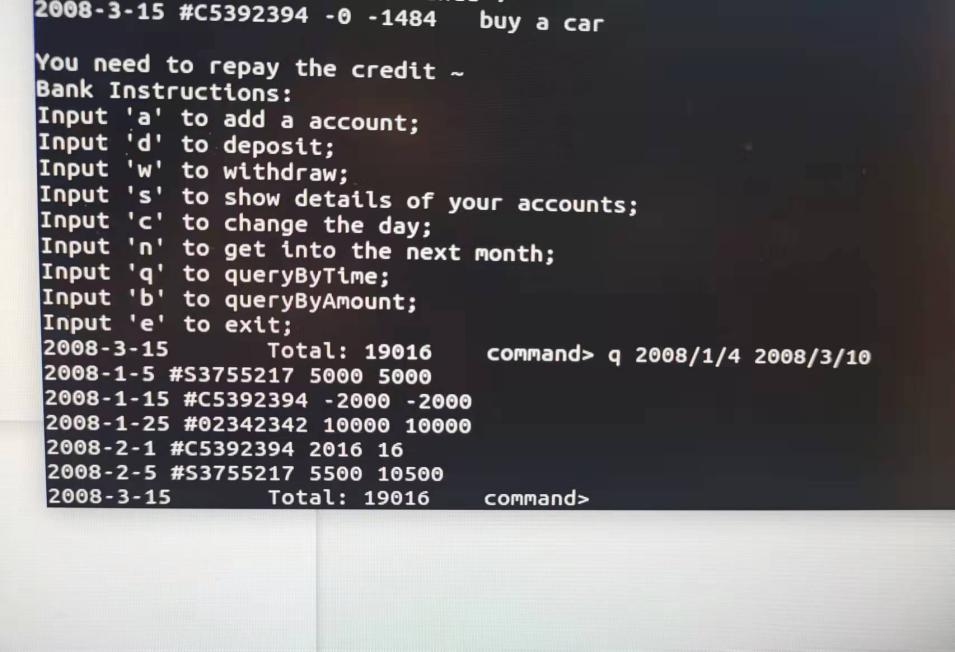 2008-3-15 #C5392394 -0 -1484 buy a car
You need to repay the credit ~
Bank Instructions:
Input 'a' to add a account;
Input 'd' to deposit;
Input 'w' to withdraw;
Input 's' to show details of your accounts;
Input 'c' to change the day;
Input 'n' to get into the next month;
Input 'q' to queryByTime;
Input 'b' to queryByAmount;
Input 'e' to exit;
2008-3-15 Total: 19016 command> q 2008/1/4 2008/3/10
2008-1-5 #S3755217 5000 5000
2008-1-15 #C5392394 -2000 -2000
2008-1-25 #02342342 10000 10000
2008-2-1 #C5392394 2016 16
2008-2-5 #S3755217 5500 10500
2008-3-15 Total: 19016 command>